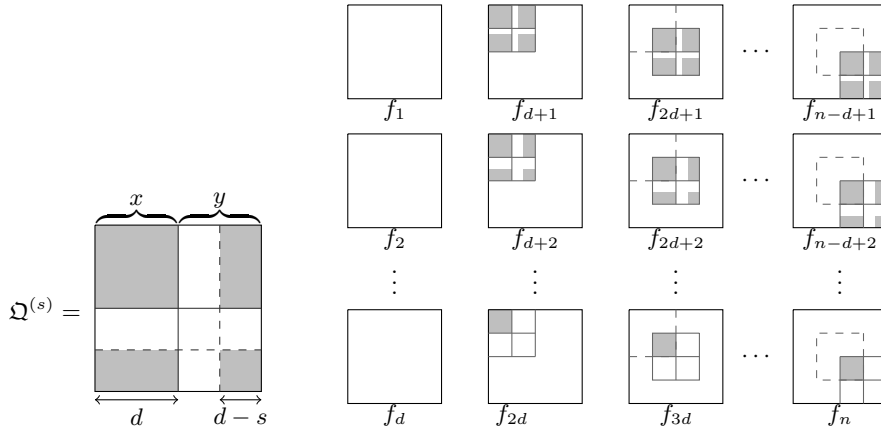 f_1 f_{d+1} f_{2d+1} ⋯ f_{n−d+1}
f_2 f_{d+2} f_{2d+2} ⋯ f_{n−d+2}
⋮ ⋮ ⋮ ⋮
f_d f_{2d} f_{3d} ⋯ f_n
x y
𝔔^{(s)} =
d d − s